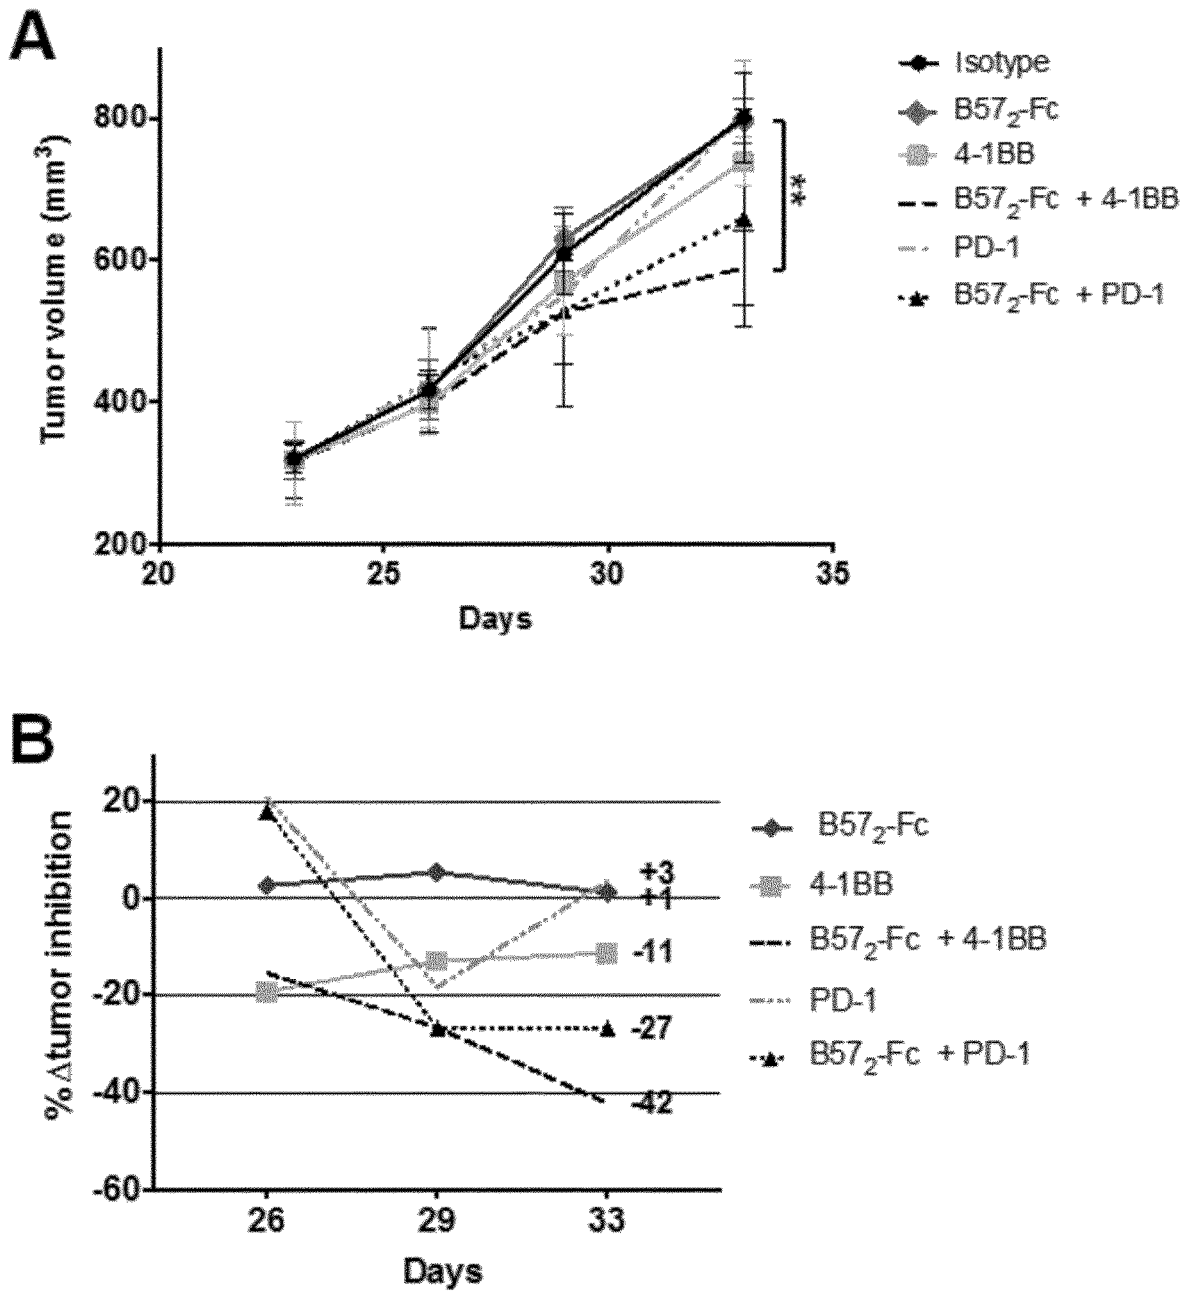 A
Tumor volume (mm³)
800
600
400
200
20 25 30 35
Days
**
Isotype
B57₂-Fc
4-1BB
B57₂-Fc + 4-1BB
PD-1
B57₂-Fc + PD-1
B
% Δtumor inhibition
20
0
-20
-40
-60
26 29 33
Days
+3
+1
-11
-27
-42
B57₂-Fc
4-1BB
B57₂-Fc + 4-1BB
PD-1
B57₂-Fc + PD-1